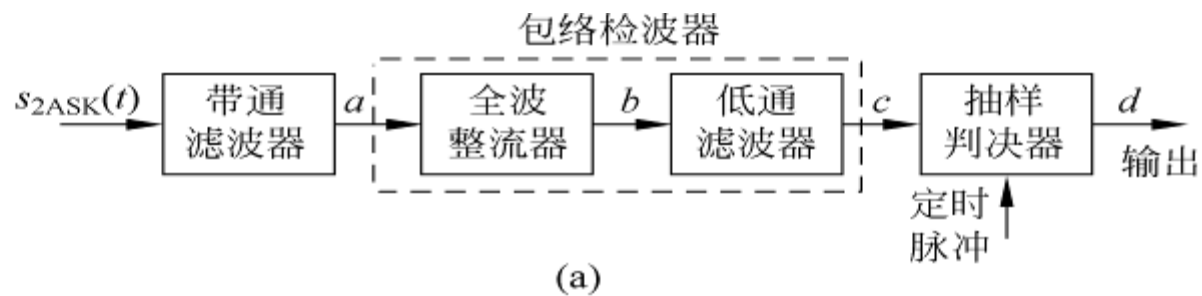 包络检波器
s2ASK(t)
带通
滤波器
a
全波
整流器
b
低通
滤波器
c
抽样
判决器
d
输出
定时
脉冲
(a)